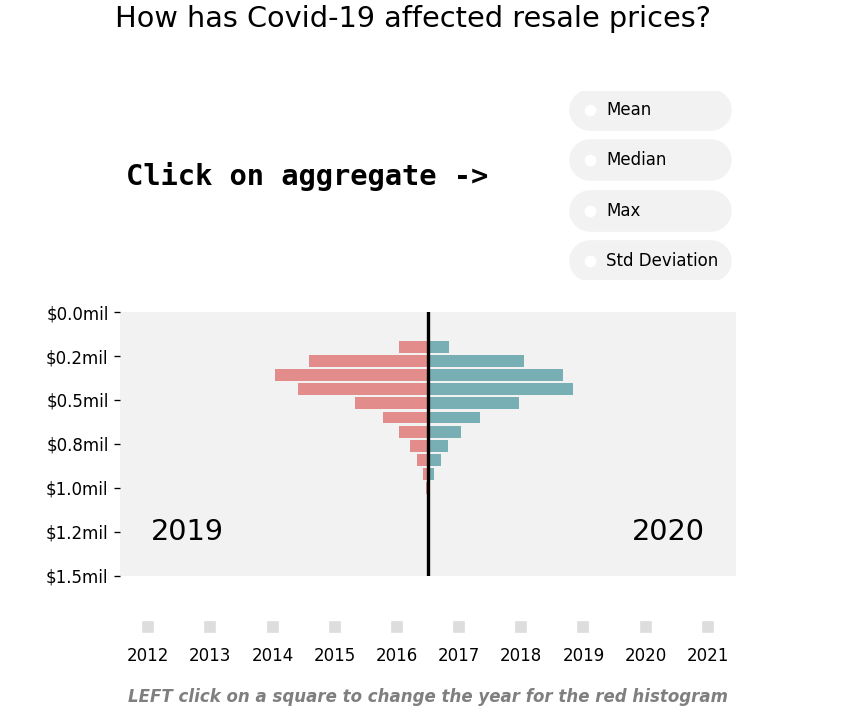 How has Covid-19 affected resale prices?
Click on aggregate ->
Mean
Median
Max
Std Deviation
$0.0mil
$0.2mil
$0.5mil
$0.8mil
$1.0mil
$1.2mil
$1.5mil
2019 2020
2012 2013 2014 2015 2016 2017 2018 2019 2020 2021
LEFT click on a square to change the year for the red histogram